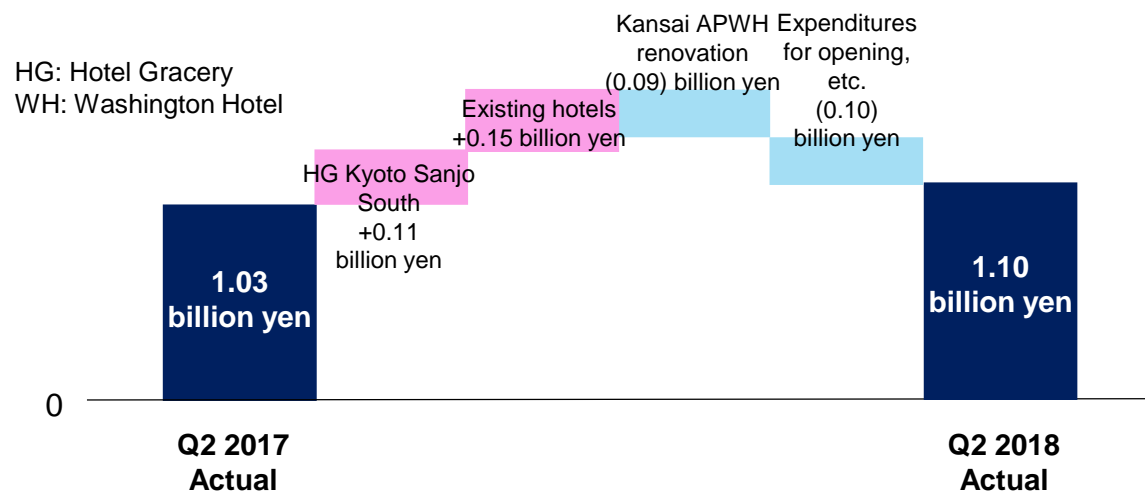 HG: Hotel Gracery
WH: Washington Hotel
Kansai APWH
renovation
(0.09) billion yen
Expenditures
for opening,
etc.
(0.10)
billion yen
Existing hotels
+0.15 billion yen
HG Kyoto Sanjo
South
+0.11
billion yen
1.03
billion yen
1.10
billion yen
0
Q2 2017
Actual
Q2 2018
Actual